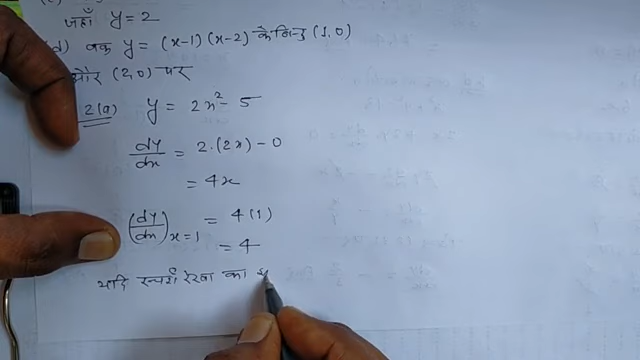 जहाँ y = 2
(d) वक्र y = (x-1)(x-2) के बिन्दु (1,0)
और (2,0) पर
2(a) y = 2x² - 5
dy/dx = 2.(2x) - 0
= 4x
(dy/dx)x=1 = 4(1)
= 4
यदि स्पर्श रेखा का